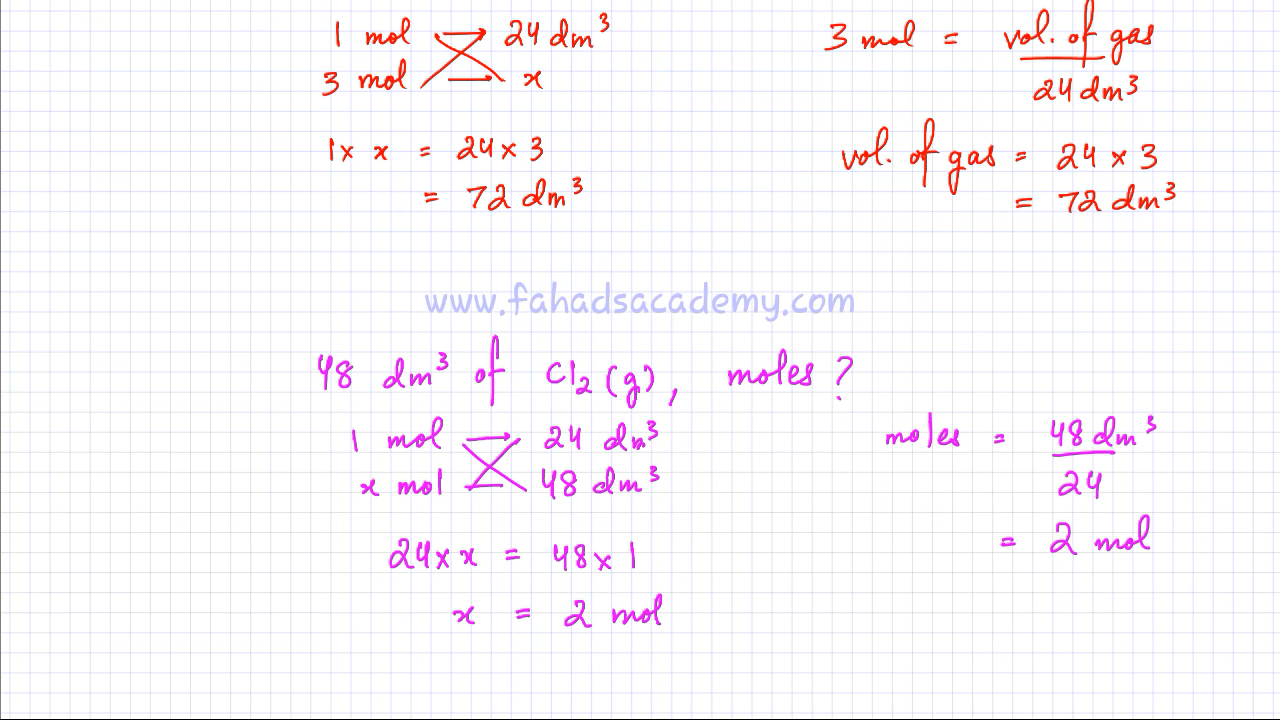 1 mol → 24 dm³
3 mol → x
1 × x = 24 × 3
= 72 dm³
3 mol = vol. of gas
24 dm³
vol. of gas = 24 × 3
= 72 dm³
www.fahadsacademy.com
48 dm³ of Cl₂ (g), moles ?
1 mol → 24 dm³
x mol 48 dm³
24 × x = 48 × 1
x = 2 mol
moles = 48 dm³
24
= 2 mol